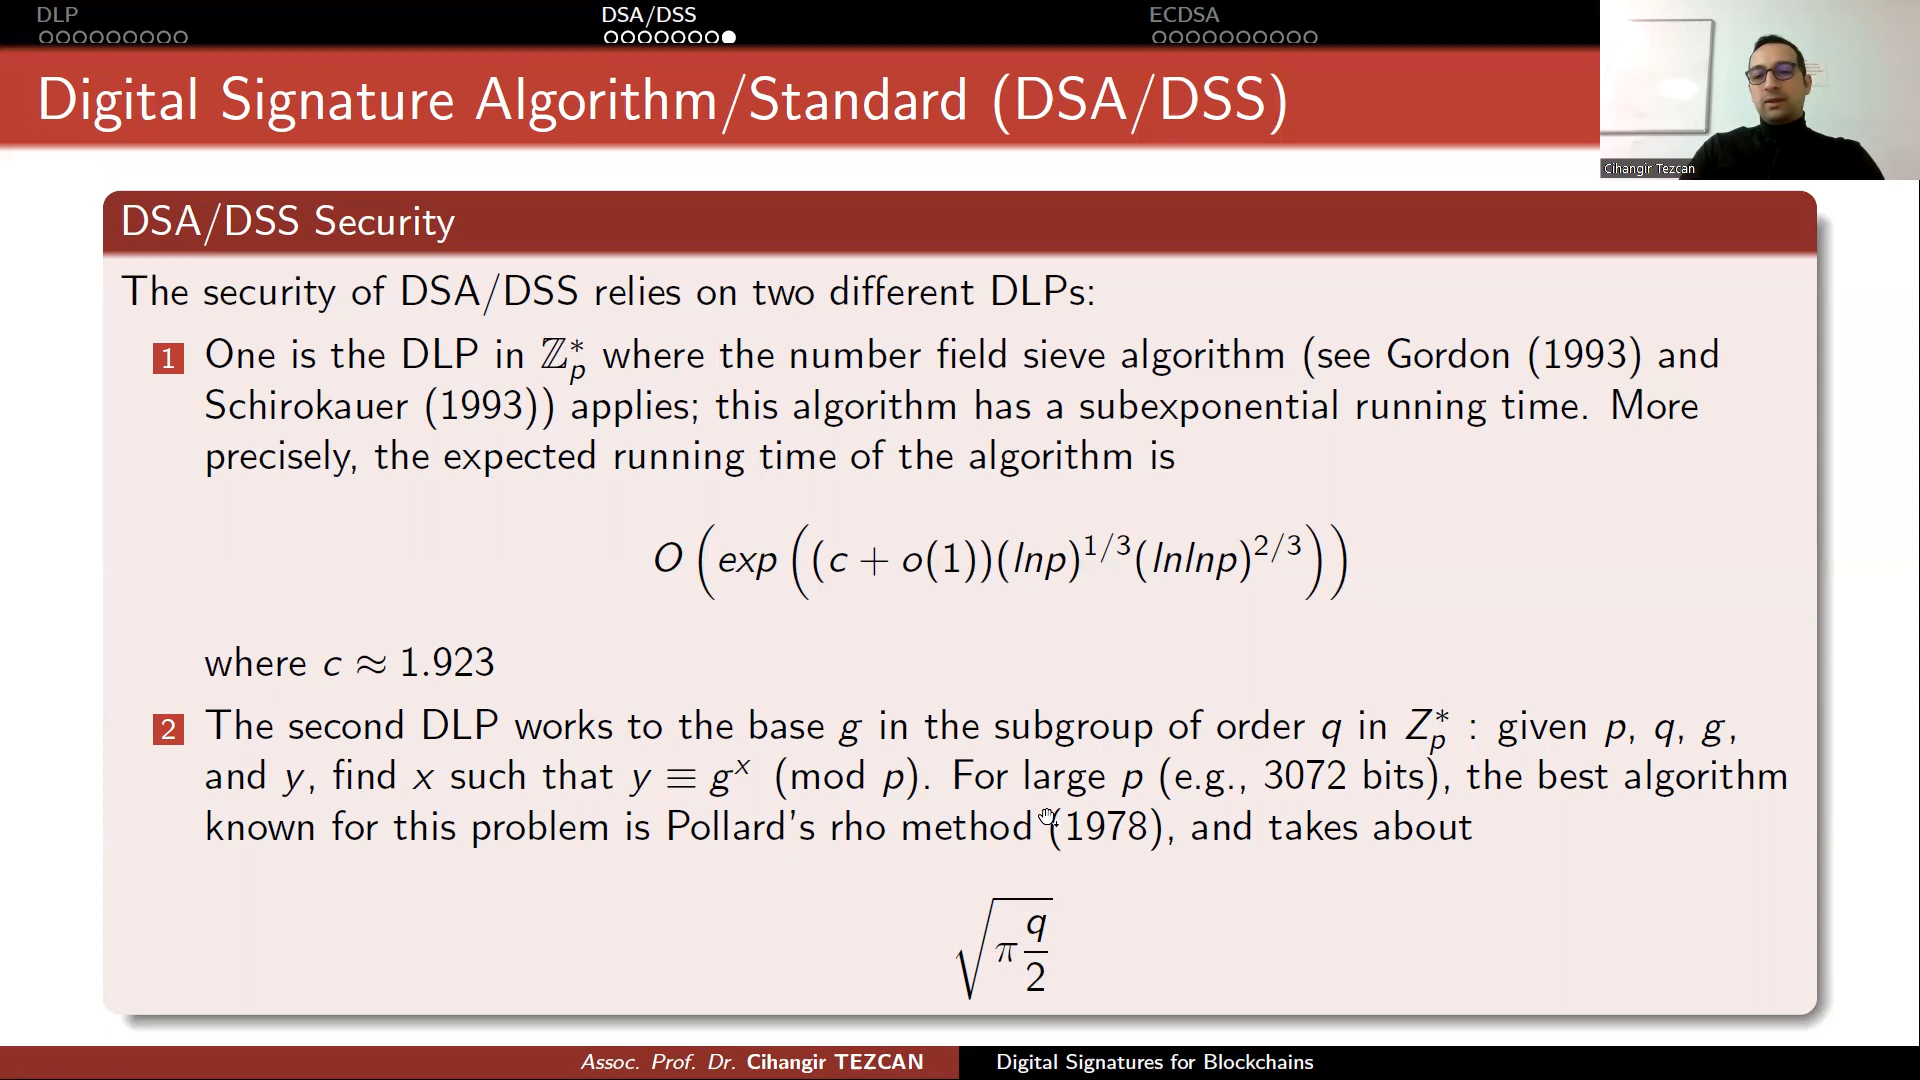 DLP
DSA/DSS
ECDSA
Digital Signature Algorithm/Standard (DSA/DSS)
Cihangir Tezcan
DSA/DSS Security
The security of DSA/DSS relies on two different DLPs:
1 One is the DLP in ℤ*p where the number field sieve algorithm (see Gordon (1993) and
Schirokauer (1993)) applies; this algorithm has a subexponential running time. More
precisely, the expected running time of the algorithm is
O(exp((c + o(1))(lnp)^1/3(lnlnp)^2/3))
where c ≈ 1.923
2 The second DLP works to the base g in the subgroup of order q in Z*p : given p, q, g,
and y, find x such that y ≡ g^x (mod p). For large p (e.g., 3072 bits), the best algorithm
known for this problem is Pollard's rho method (1978), and takes about
√(π q/2)
Assoc. Prof. Dr. Cihangir TEZCAN
Digital Signatures for Blockchains